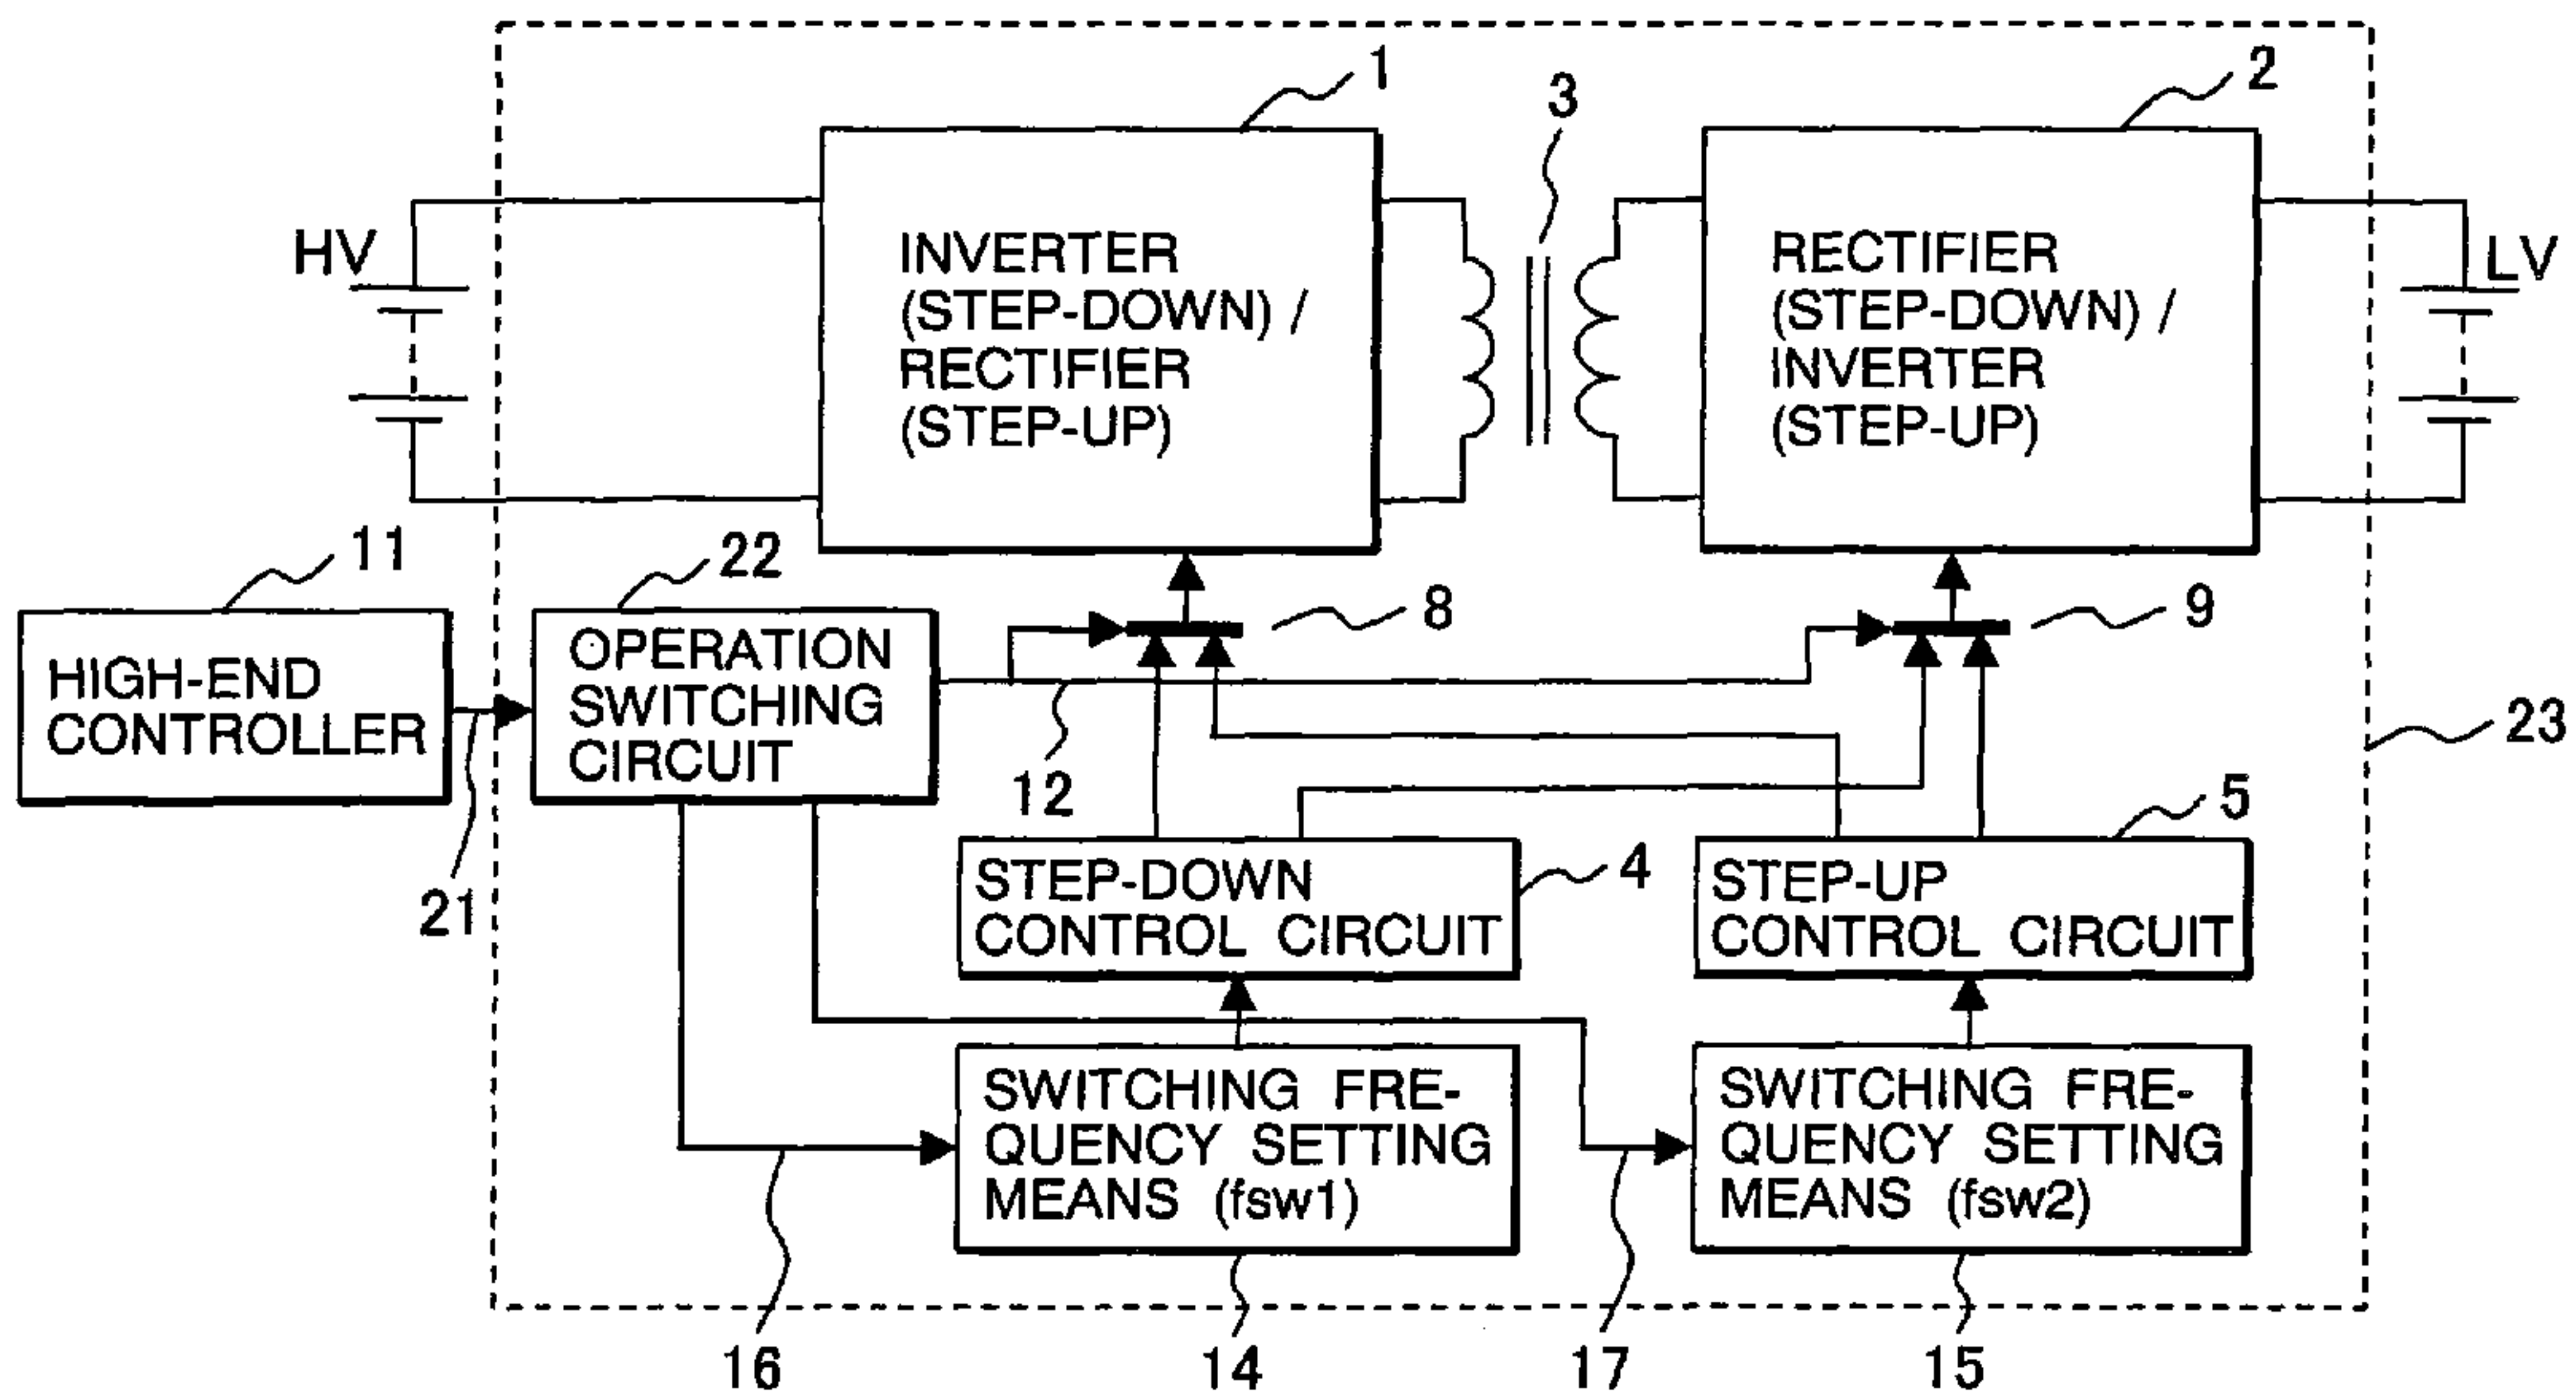 1
2
3
HV
INVERTER
(STEP-DOWN) /
RECTIFIER
(STEP-UP)
RECTIFIER
(STEP-DOWN) /
INVERTER
(STEP-UP)
LV
11
22
8
9
HIGH-END
CONTROLLER
OPERATION
SWITCHING
CIRCUIT
23
12
21
5
4
STEP-DOWN
CONTROL CIRCUIT
STEP-UP
CONTROL CIRCUIT
SWITCHING FRE-
QUENCY SETTING
MEANS (fsw1)
SWITCHING FRE-
QUENCY SETTING
MEANS (fsw2)
16
14
17
15